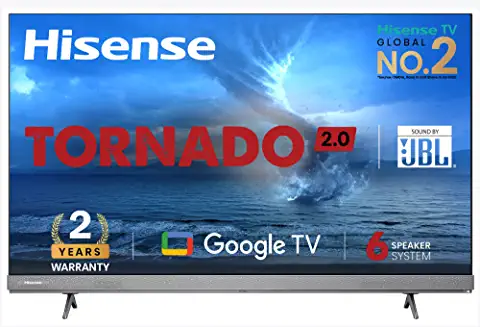 Hisense
Hisense TV
GLOBAL
NO.2
TORNADO 2.0
SOUND BY
JBL
2
YEARS
WARRANTY
Google TV
6 SPEAKER
SYSTEM
Hisense